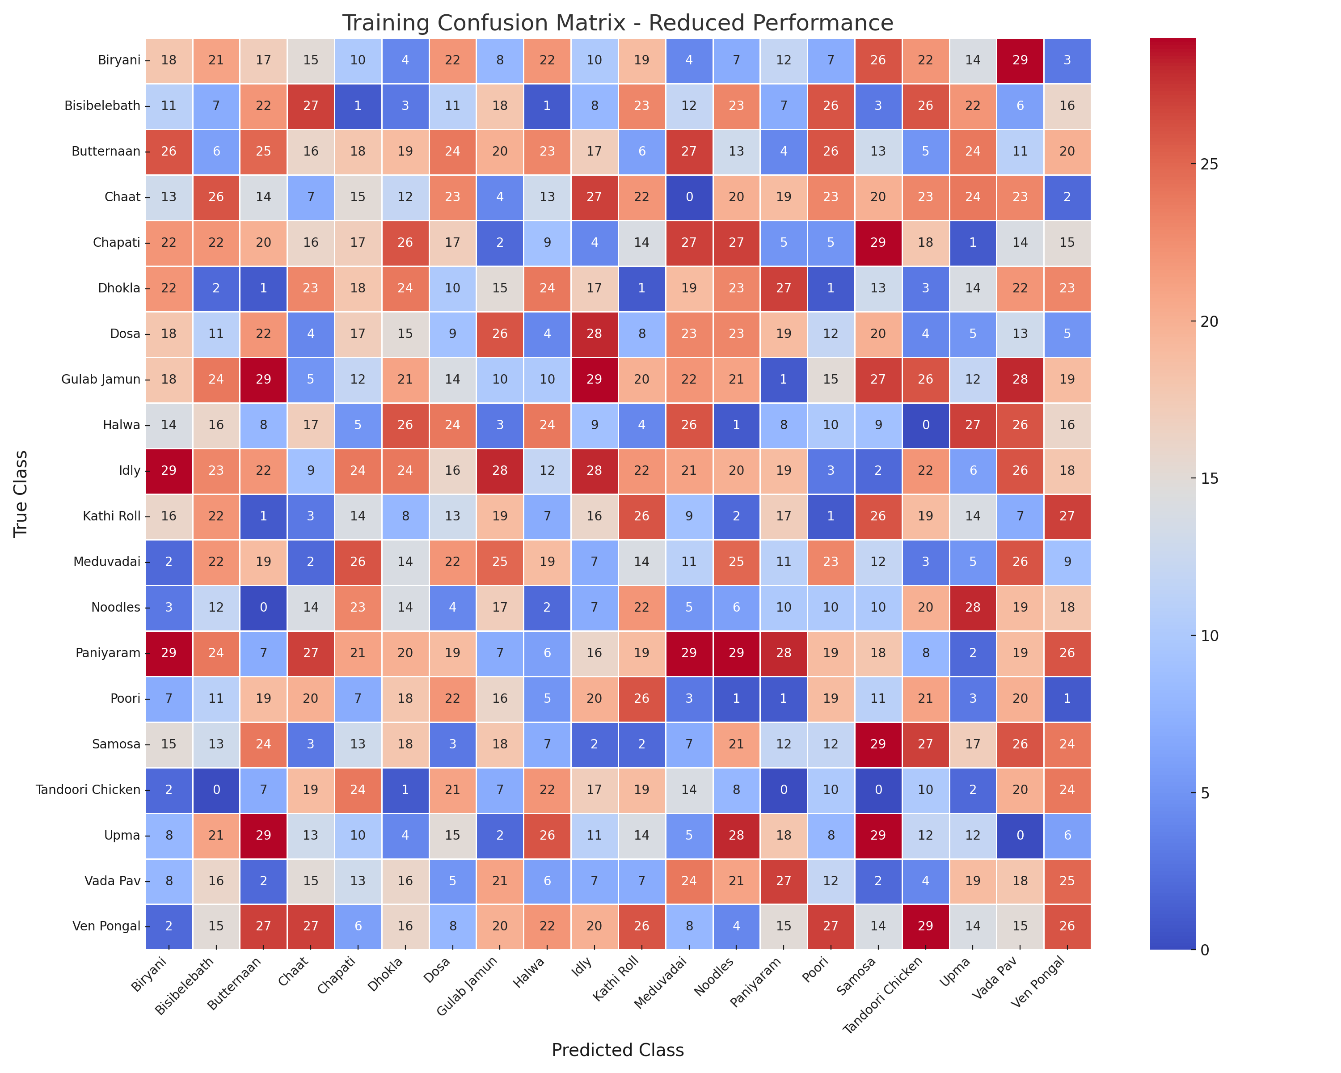 Training Confusion Matrix - Reduced Performance
Biryani 18 21 17 15 10 4 22 8 22 10 19 4 7 12 7 26 22 14 29 3
Bisibelebath 11 7 22 27 1 3 11 18 1 8 23 12 23 7 26 3 26 22 6 16
Butternaan 26 6 25 16 18 19 24 20 23 17 6 27 13 4 26 13 5 24 11 20
Chaat 13 26 14 7 15 12 23 4 13 27 22 0 20 19 23 20 23 24 23 2
Chapati 22 22 20 16 17 26 17 2 9 4 14 27 27 5 5 29 18 1 14 15
Dhokla 22 2 1 23 18 24 10 15 24 17 1 19 23 27 1 13 3 14 22 23
Dosa 18 11 22 4 17 15 9 26 4 28 8 23 23 19 12 20 4 5 13 5
Gulab Jamun 18 24 29 5 12 21 14 10 10 29 20 22 21 1 15 27 26 12 28 19
Halwa 14 16 8 17 5 26 24 3 24 9 4 26 1 8 10 9 0 27 26 16
Idly 29 23 22 9 24 24 16 28 12 28 22 21 20 19 3 2 22 6 26 18
Kathi Roll 16 22 1 3 14 8 13 19 7 16 26 9 2 17 1 26 19 14 7 27
Meduvadai 2 22 19 2 26 14 22 25 19 7 14 11 25 11 23 12 3 5 26 9
Noodles 3 12 0 14 23 14 4 17 2 7 22 5 6 10 10 10 20 28 19 18
Paniyaram 29 24 7 27 21 20 19 7 6 16 19 29 29 28 19 18 8 2 19 26
Poori 7 11 19 20 7 18 22 16 5 20 26 3 1 1 19 11 21 3 20 1
Samosa 15 13 24 3 13 18 3 18 7 2 2 7 21 12 12 29 27 17 26 24
Tandoori Chicken 2 0 7 19 24 1 21 7 22 17 19 14 8 0 10 0 10 2 20 24
Upma 8 21 29 13 10 4 15 2 26 11 14 5 28 18 8 29 12 12 0 6
Vada Pav 8 16 2 15 13 16 5 21 6 7 7 24 21 27 12 2 4 19 18 25
Ven Pongal 2 15 27 27 6 16 8 20 22 20 26 8 4 15 27 14 29 14 15 26
Biryani Bisibelebath Butternaan Chaat Chapati Dhokla Dosa Gulab Jamun Halwa Idly Kathi Roll Meduvadai Noodles Paniyaram Poori Samosa Tandoori Chicken Upma Vada Pav Ven Pongal
Predicted Class
True Class
25
20
15
10
5
0